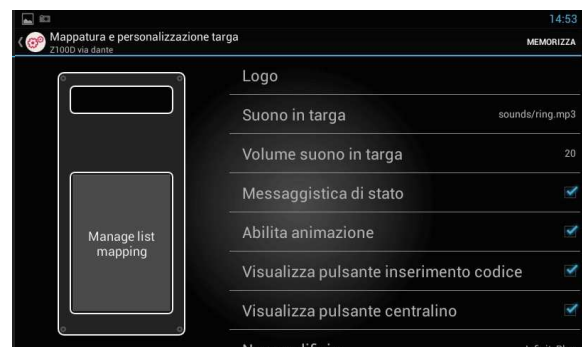 14:53
Mappatura e personalizzazione targa
Z100D via dante
MEMORIZZA
Logo
Suono in targa
sounds/ring.mp3
Volume suono in targa
20
Messaggistica di stato
Abilita animazione
Visualizza pulsante inserimento codice
Visualizza pulsante centralino
Manage list
mapping